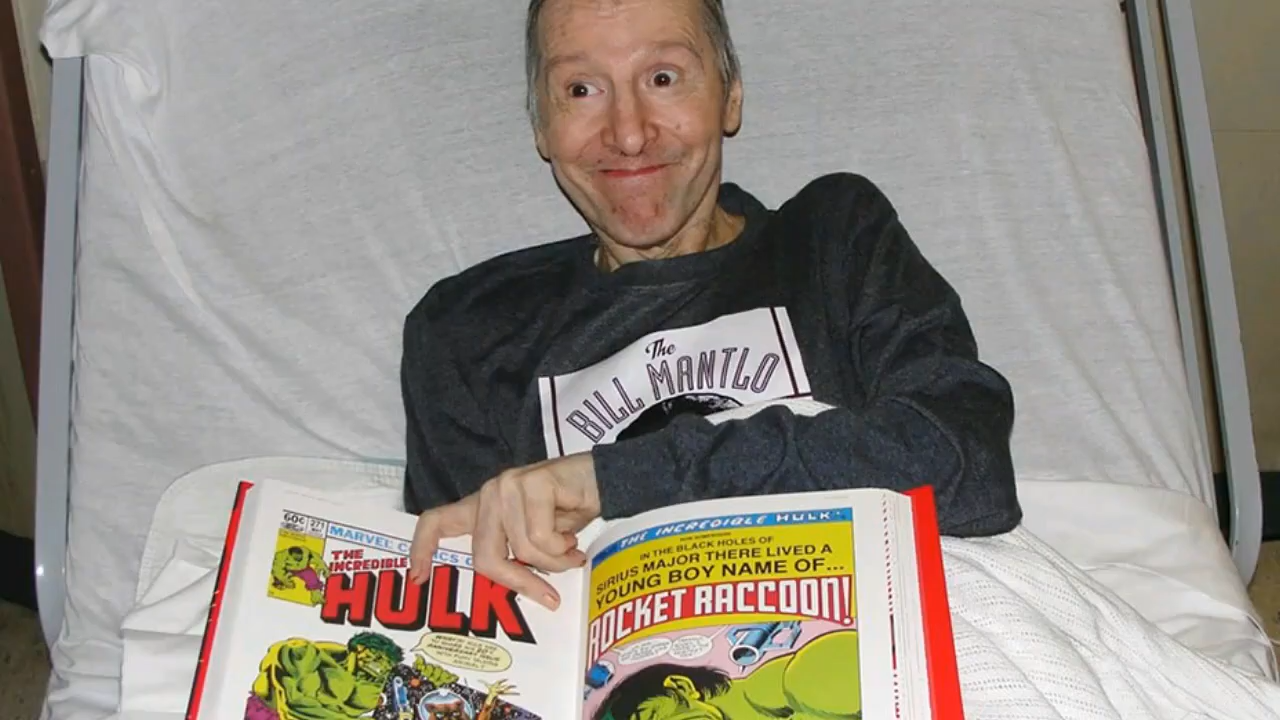 The
BILL MANTLO
60¢
271
MARVEL COMICS G
THE
INCREDIBLE
HULK
THE INCREDIBLE HULK
IN THE BLACK HOLES OF
SIRIUS MAJOR THERE LIVED A
YOUNG BOY NAME OF...
ROCKET RACCOON!